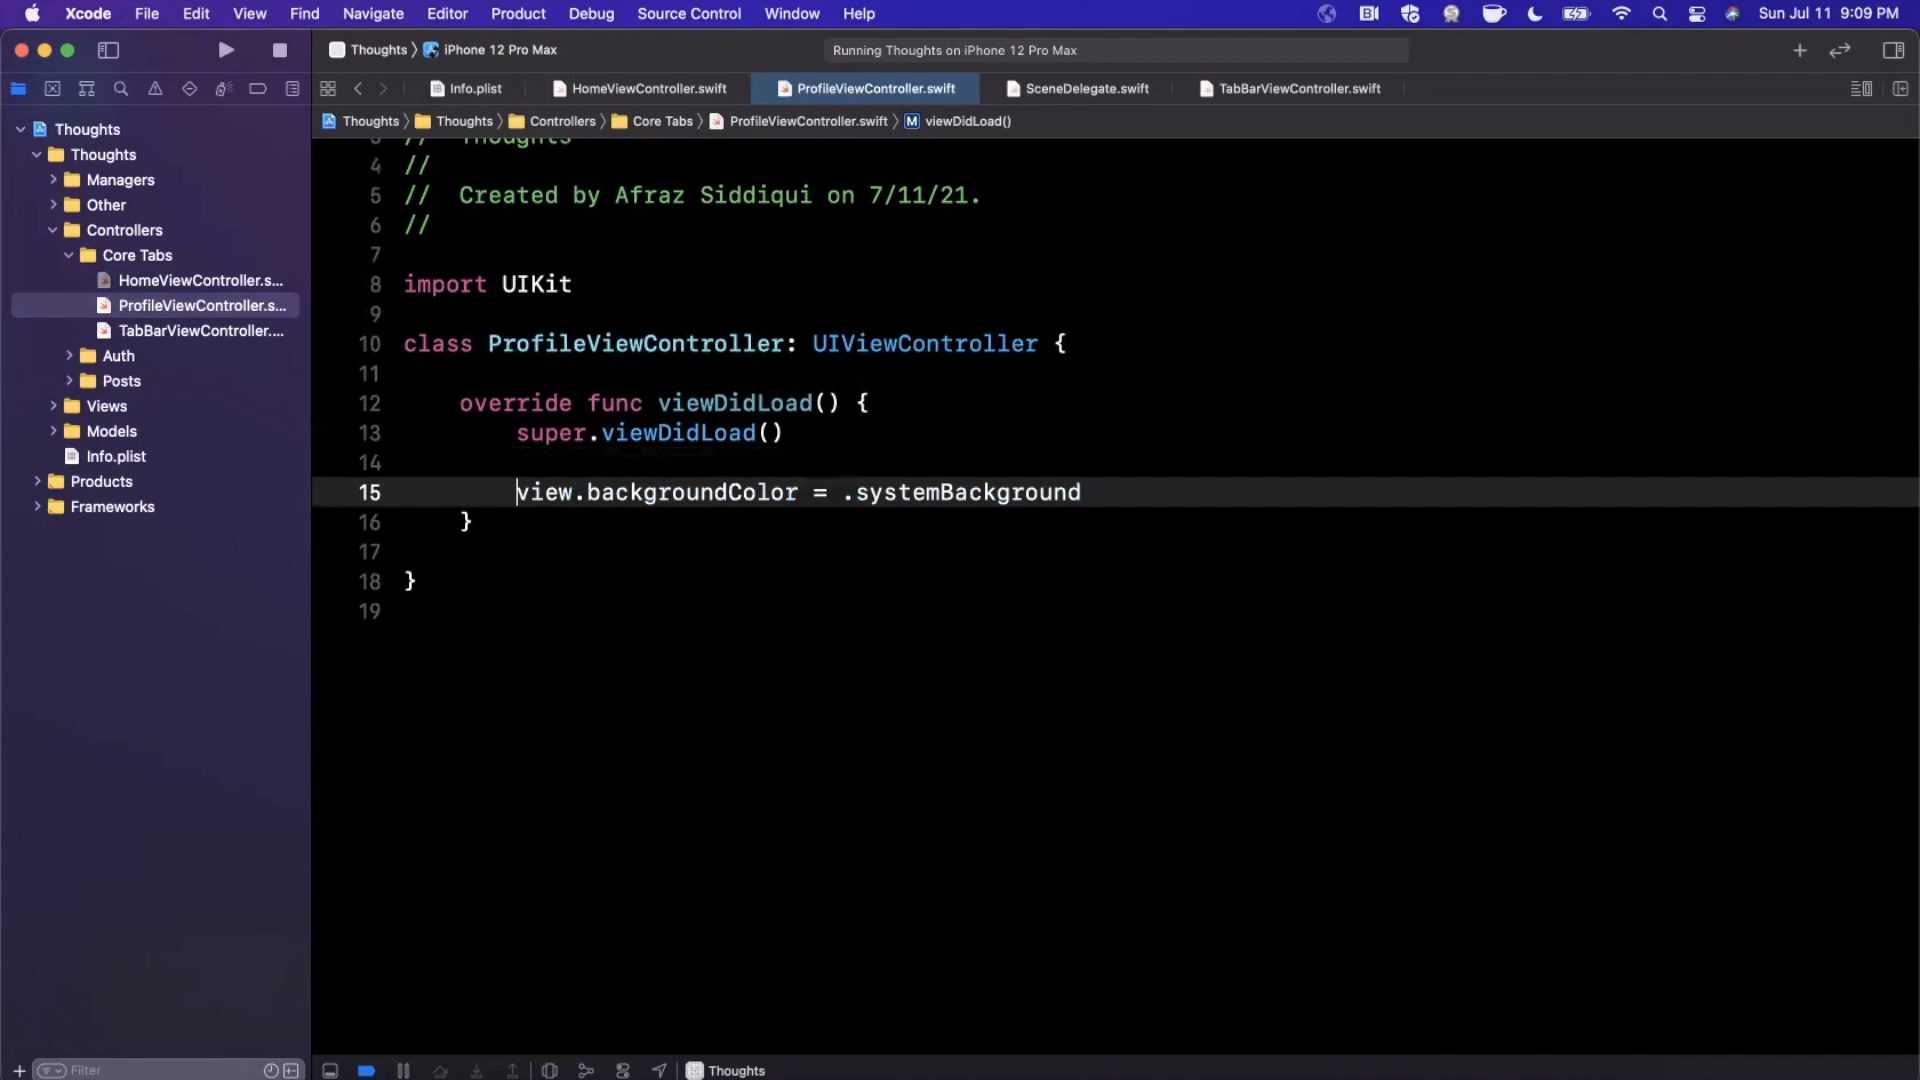 Xcode File Edit View Find Navigate Editor Product Debug Source Control Window Help Sun Jul 11 9:09 PM
Thoughts iPhone 12 Pro Max Running Thoughts on iPhone 12 Pro Max
Info.plist HomeViewController.swift ProfileViewController.swift SceneDelegate.swift TabBarViewController.swift
Thoughts Thoughts Controllers Core Tabs ProfileViewController.swift M viewDidLoad()
Thoughts
Thoughts
Managers
Other
Controllers
Core Tabs
HomeViewController.s...
ProfileViewController.s...
TabBarViewController....
Auth
Posts
Views
Models
Info.plist
Products
Frameworks
3 // Thoughts
4 //
5 // Created by Afraz Siddiqui on 7/11/21.
6 //
7
8 import UIKit
9
10 class ProfileViewController: UIViewController {
11
12 override func viewDidLoad() {
13 super.viewDidLoad()
14
15 view.backgroundColor = .systemBackground
16 }
17
18 }
19
Filter
Thoughts